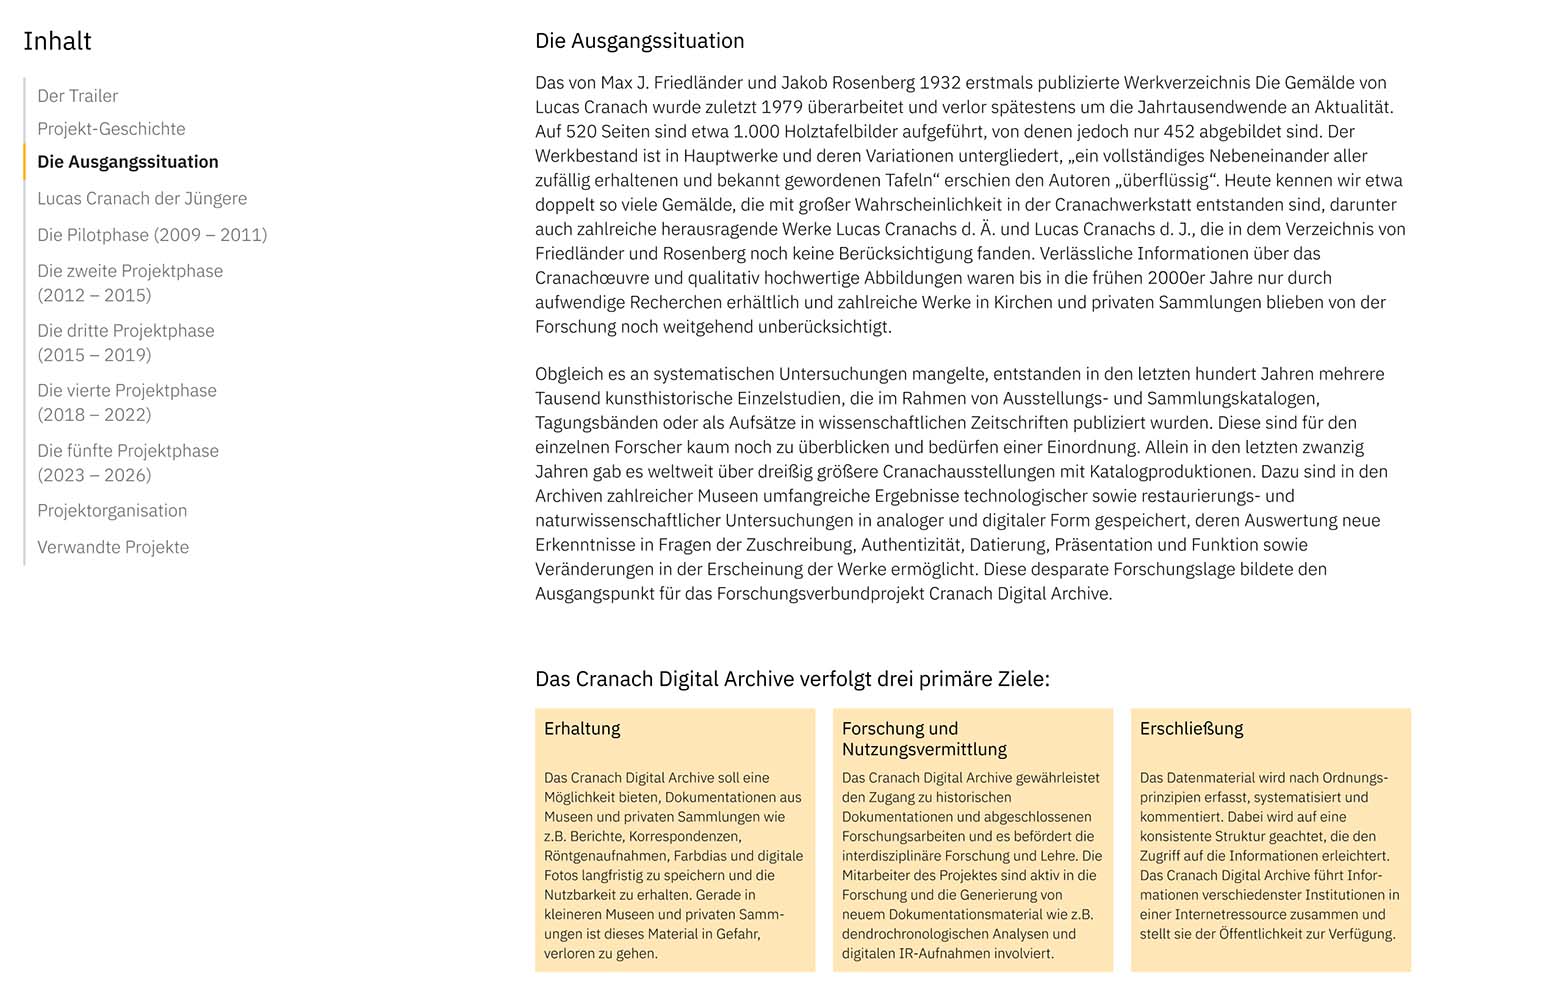 Inhalt
Der Trailer
Projekt-Geschichte
Die Ausgangssituation
Lucas Cranach der Jüngere
Die Pilotphase (2009 – 2011)
Die zweite Projektphase
(2012 – 2015)
Die dritte Projektphase
(2015 – 2019)
Die vierte Projektphase
(2018 – 2022)
Die fünfte Projektphase
(2023 – 2026)
Projektorganisation
Verwandte Projekte
Die Ausgangssituation
Das von Max J. Friedländer und Jakob Rosenberg 1932 erstmals publizierte Werkverzeichnis Die Gemälde von
Lucas Cranach wurde zuletzt 1979 überarbeitet und verlor spätestens um die Jahrtausendwende an Aktualität.
Auf 520 Seiten sind etwa 1.000 Holztafelbilder aufgeführt, von denen jedoch nur 452 abgebildet sind. Der
Werkbestand ist in Hauptwerke und deren Variationen untergliedert, „ein vollständiges Nebeneinander aller
zufällig erhaltenen und bekannt gewordenen Tafeln“ erschien den Autoren „überflüssig“. Heute kennen wir etwa
doppelt so viele Gemälde, die mit großer Wahrscheinlichkeit in der Cranachwerkstatt entstanden sind, darunter
auch zahlreiche herausragende Werke Lucas Cranachs d. Ä. und Lucas Cranachs d. J., die in dem Verzeichnis von
Friedländer und Rosenberg noch keine Berücksichtigung fanden. Verlässliche Informationen über das
Cranachœuvre und qualitativ hochwertige Abbildungen waren bis in die frühen 2000er Jahre nur durch
aufwendige Recherchen erhältlich und zahlreiche Werke in Kirchen und privaten Sammlungen blieben von der
Forschung noch weitgehend unberücksichtigt.
Obgleich es an systematischen Untersuchungen mangelte, entstanden in den letzten hundert Jahren mehrere
Tausend kunsthistorische Einzelstudien, die im Rahmen von Ausstellungs- und Sammlungskatalogen,
Tagungsbänden oder als Aufsätze in wissenschaftlichen Zeitschriften publiziert wurden. Diese sind für den
einzelnen Forscher kaum noch zu überblicken und bedürfen einer Einordnung. Allein in den letzten zwanzig
Jahren gab es weltweit über dreißig größere Cranachausstellungen mit Katalogproduktionen. Dazu sind in den
Archiven zahlreicher Museen umfangreiche Ergebnisse technologischer sowie restaurierungs- und
naturwissenschaftlicher Untersuchungen in analoger und digitaler Form gespeichert, deren Auswertung neue
Erkenntnisse in Fragen der Zuschreibung, Authentizität, Datierung, Präsentation und Funktion sowie
Veränderungen in der Erscheinung der Werke ermöglicht. Diese desparate Forschungslage bildete den
Ausgangspunkt für das Forschungsverbundprojekt Cranach Digital Archive.
Das Cranach Digital Archive verfolgt drei primäre Ziele:
Erhaltung
Das Cranach Digital Archive soll eine
Möglichkeit bieten, Dokumentationen aus
Museen und privaten Sammlungen wie
z.B. Berichte, Korrespondenzen,
Röntgenaufnahmen, Farbdias und digitale
Fotos langfristig zu speichern und die
Nutzbarkeit zu erhalten. Gerade in
kleineren Museen und privaten Samm-
ungen ist dieses Material in Gefahr,
verloren zu gehen.
Forschung und
Nutzungsvermittlung
Das Cranach Digital Archive gewährleistet
den Zugang zu historischen
Dokumentationen und abgeschlossenen
Forschungsarbeiten und es befördert die
interdisziplinäre Forschung und Lehre. Die
Mitarbeiter des Projektes sind aktiv in die
Forschung und die Generierung von
neuem Dokumentationsmaterial wie z.B.
dendrochronologischen Analysen und
digitalen IR-Aufnahmen involviert.
Erschließung
Das Datenmaterial wird nach Ordnungs-
prinzipien erfasst, systematisiert und
kommentiert. Dabei wird auf eine
konsistente Struktur geachtet, die den
Zugriff auf die Informationen erleichtert.
Das Cranach Digital Archive führt Infor-
mationen verschiedenster Institutionen in
einer Internetressource zusammen und
stellt sie der Öffentlichkeit zur Verfügung.